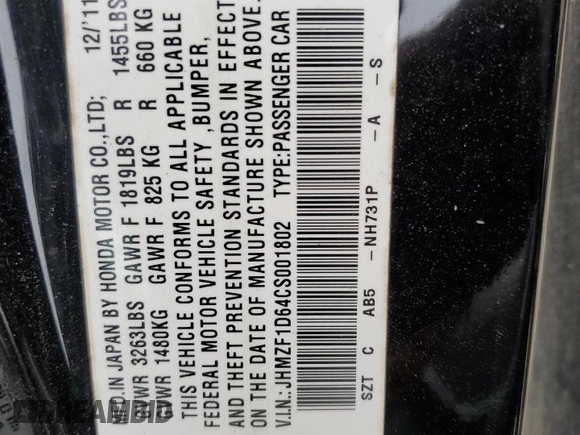 MFD. IN JAPAN BY HONDA MOTOR CO.,LTD; 12/'11
GVWR 3263LBS GAWR F 1819LBS R 1455LBS
GVWR 1480KG GAWR F 825 KG R 660 KG
THIS VEHICLE CONFORMS TO ALL APPLICABLE
FEDERAL MOTOR VEHICLE SAFETY ,BUMPER,
AND THEFT PREVENTION STANDARDS IN EFFECT
ON THE DATE OF MANUFACTURE SHOWN ABOVE.
V.I.N.: JHMZF1D64CS001802 TYPE:PASSENGER CAR
SZT C AB5 -NH731P -A -S